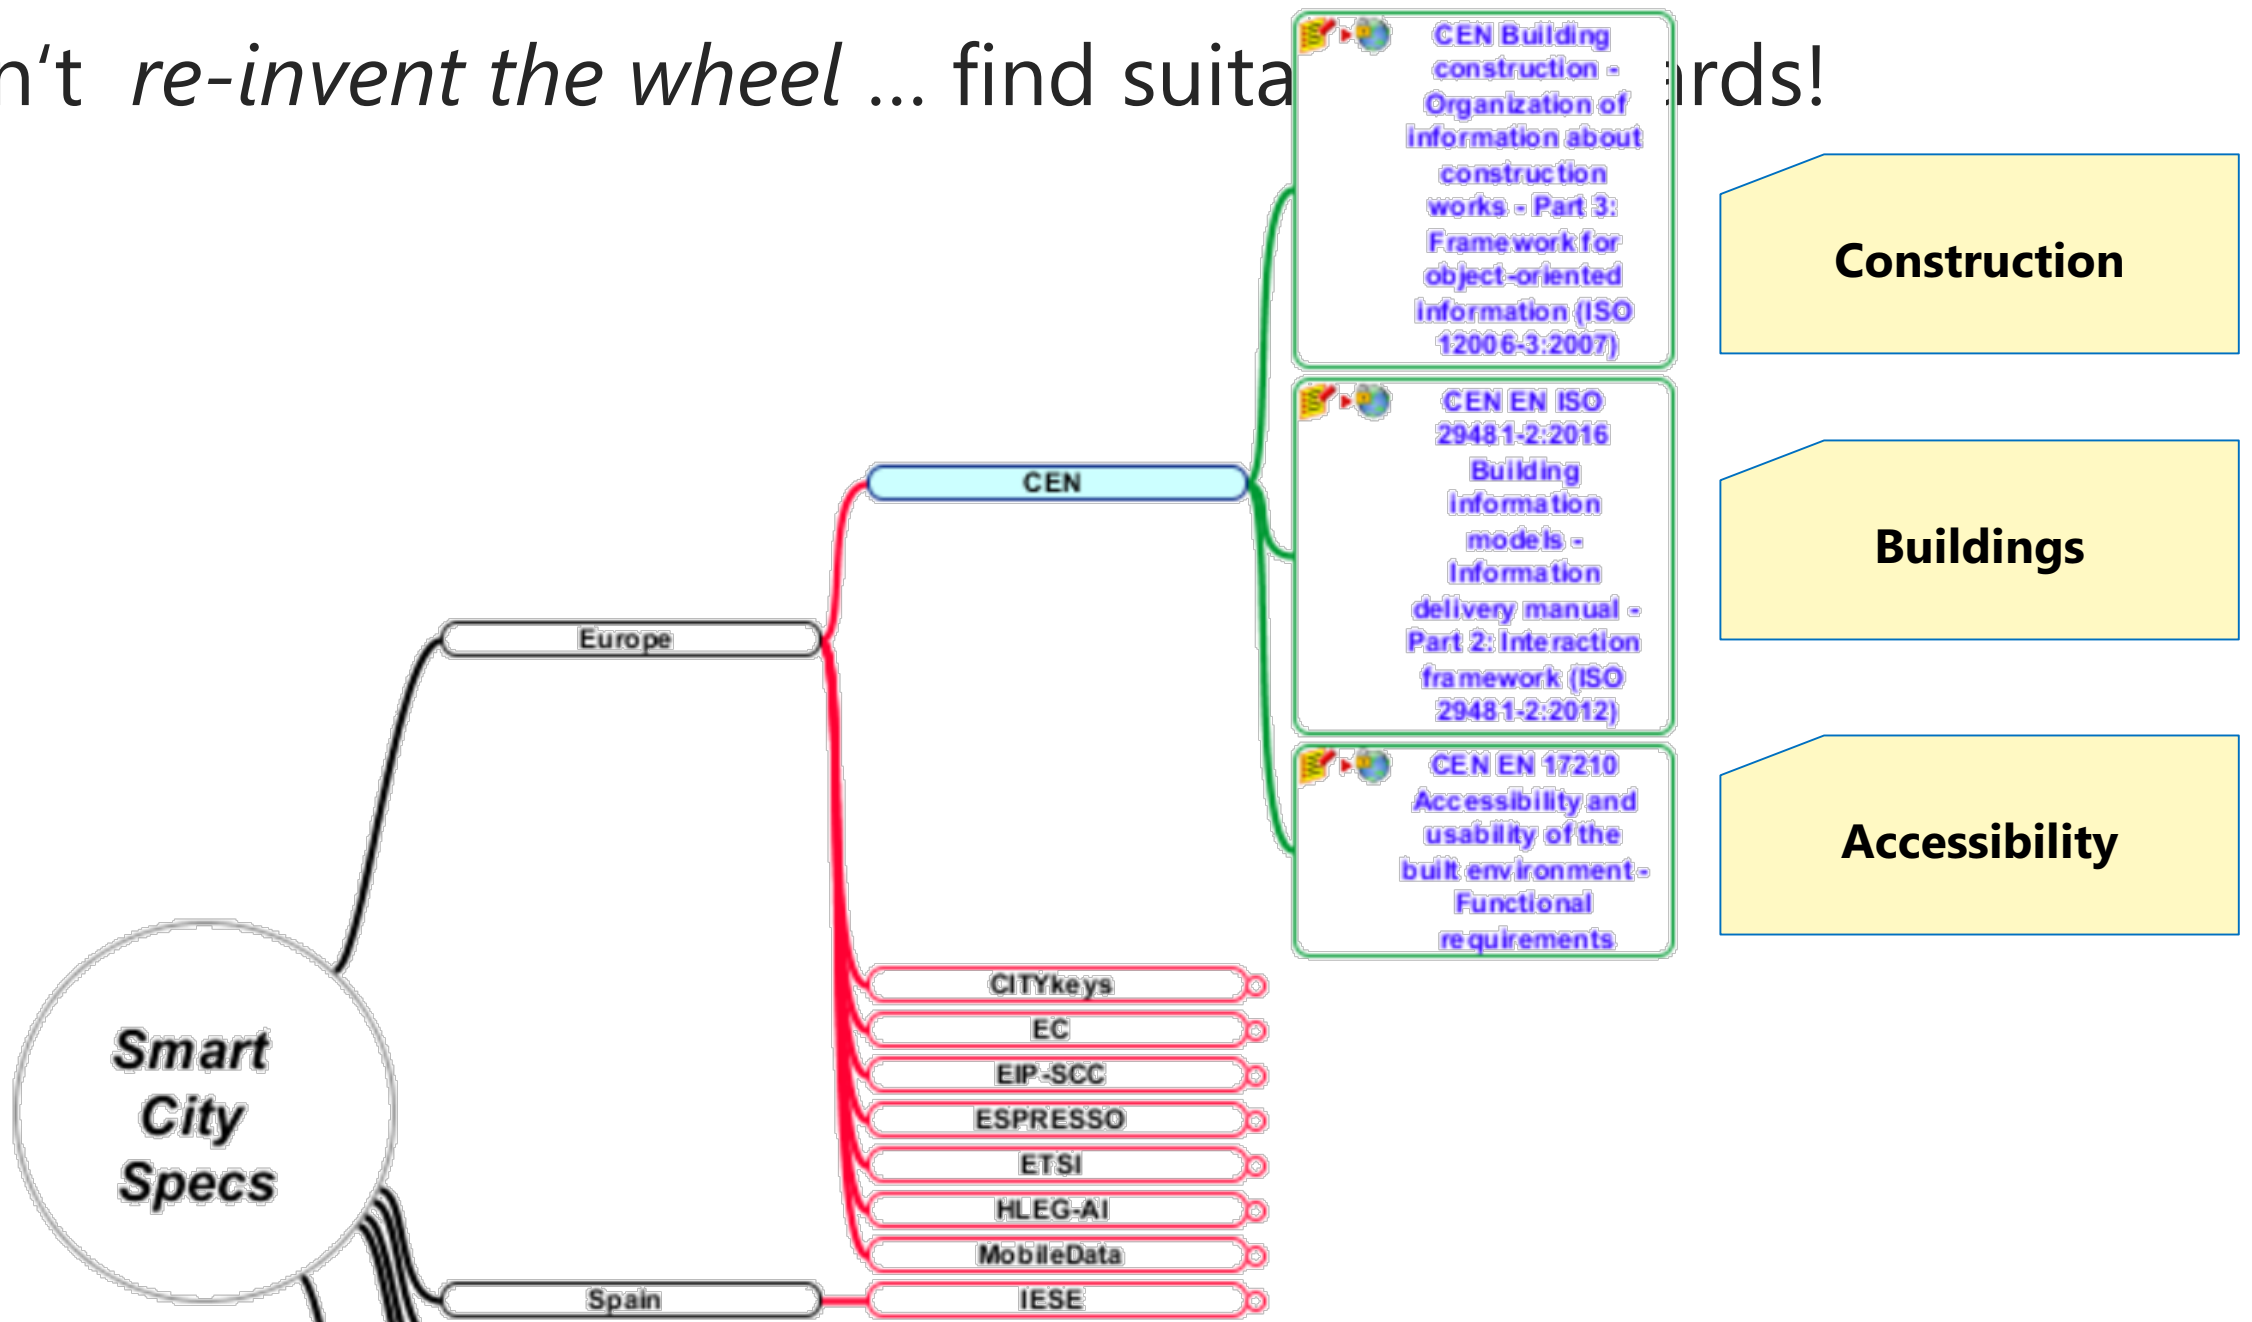 n‘t re-invent the wheel ... find suita ards!
CEN Building
construction -
Organization of
information about
construction
works - Part 3:
Framework for
object-oriented
information (ISO
12006-3:2007)
Construction
CEN EN ISO
29481-2:2016
Building
information
models -
Information
delivery manual -
Part 2: Interaction
framework (ISO
29481-2:2012)
Buildings
CEN
Europe
CEN EN 17210
Accessibility and
usability of the
built environment -
Functional
requirements
Accessibility
CITYkeys
EC
EIP-SCC
ESPRESSO
ETSI
HLEG-AI
MobileData
Smart
City
Specs
Spain
IESE